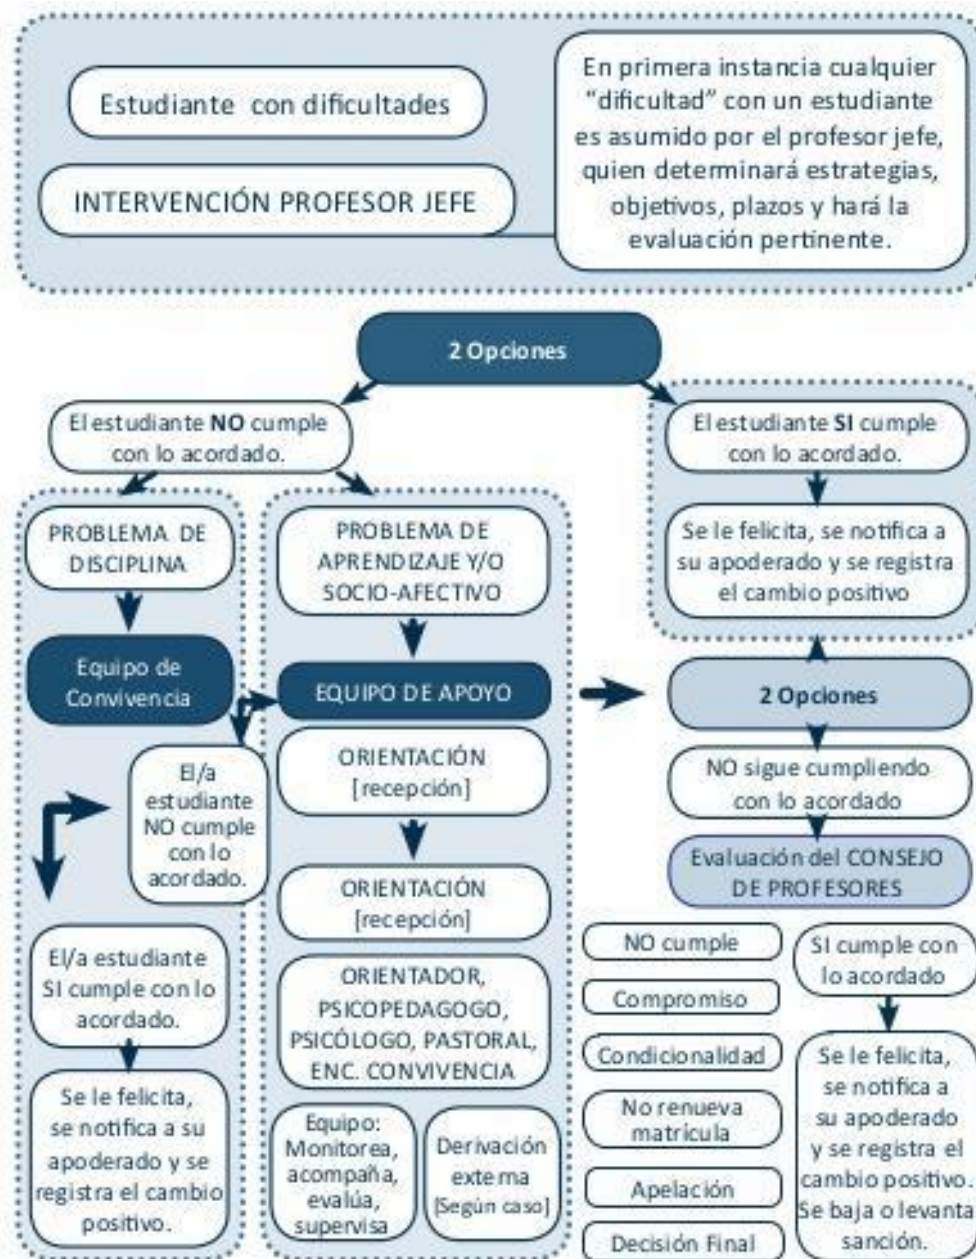 Estudiante con dificultades
INTERVENCIÓN PROFESOR JEFE
En primera instancia cualquier
“dificultad” con un estudiante
es asumido por el profesor jefe,
quien determinará estrategias,
objetivos, plazos y hará la
evaluación pertinente.
2 Opciones
El estudiante NO cumple
con lo acordado.
El estudiante SI cumple
con lo acordado.
Se le felicita, se notifica a
su apoderado y se registra
el cambio positivo
PROBLEMA DE
DISCIPLINA
Equipo de
Convivencia
El/a
estudiante
NO cumple
con lo
acordado.
El/a estudiante
SI cumple con lo
acordado.
Se le felicita,
se notifica a su
apoderado y se
registra el cambio
positivo.
PROBLEMA DE
APRENDIZAJE Y/O
SOCIO-AFECTIVO
EQUIPO DE APOYO
ORIENTACIÓN
[recepción]
ORIENTACIÓN
[recepción]
ORIENTADOR,
PSICOPEDAGOGO,
PSICÓLOGO, PASTORAL,
ENC. CONVIVENCIA
Equipo:
Monitorea,
acompaña,
evalúa,
supervisa
Derivación
externa
[Según caso]
2 Opciones
NO sigue cumpliendo
con lo acordado
Evaluación del CONSEJO
DE PROFESORES
NO cumple
Compromiso
Condicionalidad
No renueva
matrícula
Apelación
Decisión Final
SI cumple con
lo acordado
Se le felicita,
se notifica a
su apoderado
y se registra el
cambio positivo.
Se baja o levanta
sanción.